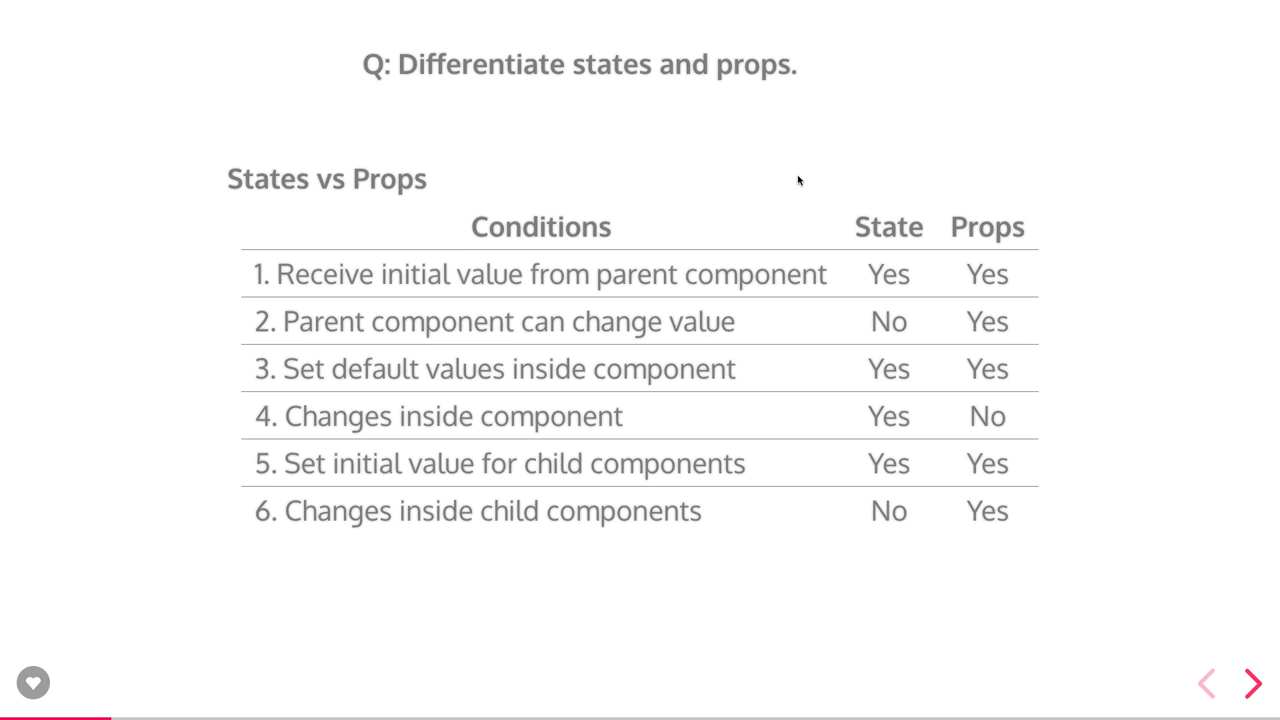 Q: Differentiate states and props.
States vs Props
Conditions State Props
1. Receive initial value from parent component Yes Yes
2. Parent component can change value No Yes
3. Set default values inside component Yes Yes
4. Changes inside component Yes No
5. Set initial value for child components Yes Yes
6. Changes inside child components No Yes